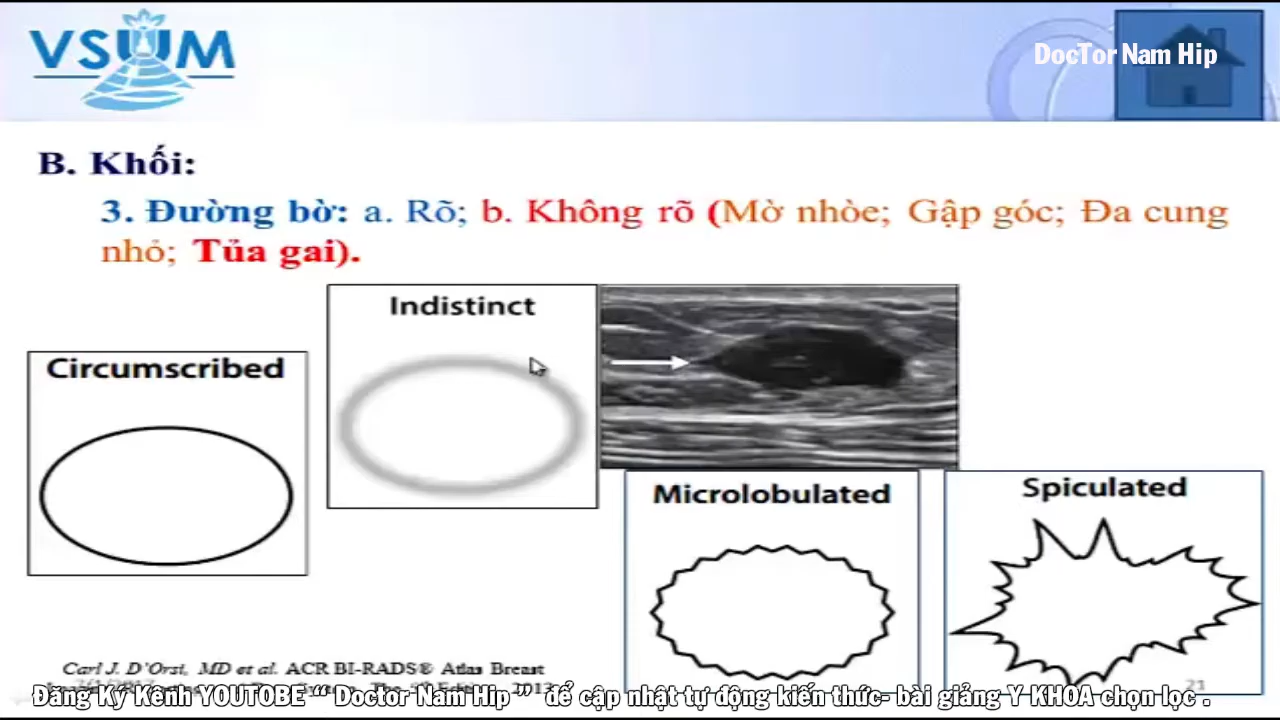 VSUM
DocTor Nam Hip
B. Khối:
3. Đường bờ: a. Rõ; b. Không rõ (Mờ nhòe; Gập góc; Đa cung
nhỏ; Tủa gai).
Indistinct
Circumscribed
Microlobulated
Spiculated
Carl J. D'Orsi, MD et al. ACR BI-RADS® Atlas Breast
21
Đăng Ký Kênh YOUTOBE “ Doctor Nam Hip ” để cập nhật tự động kiến thức- bài giảng Y KHOA chọn lọc .